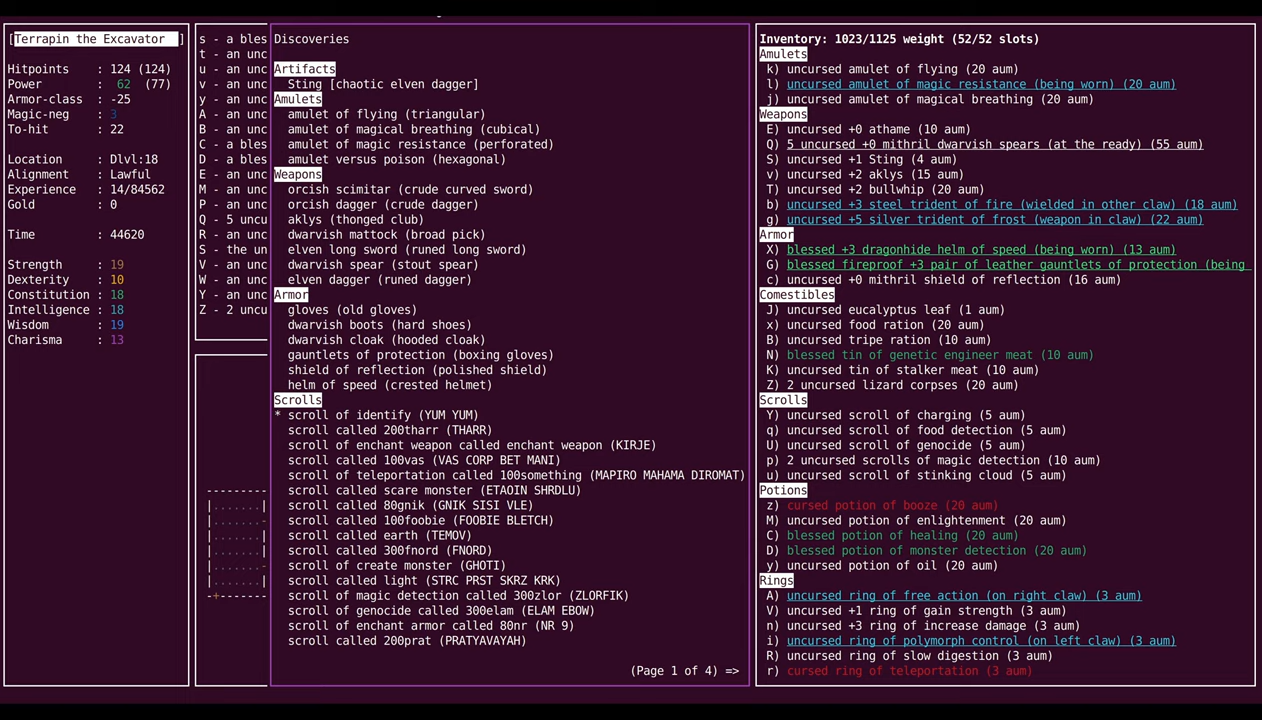 [Terrapin the Excavator ]
Hitpoints : 124 (124)
Power : 62 (77)
Armor-class : -25
Magic-neg : 3
To-hit : 22
Location : Dlvl:18
Alignment : Lawful
Experience : 14/84562
Gold : 0
Time : 44620
Strength : 19
Dexterity : 10
Constitution : 18
Intelligence : 18
Wisdom : 19
Charisma : 13
s - a bles
t - an unc
u - an unc
v - an unc
y - an unc
A - an unc
B - an unc
C - a bles
D - a bles
E - an unc
M - an unc
P - an unc
Q - 5 uncu
R - an unc
S - the un
V - an unc
W - an unc
Y - an unc
Z - 2 uncu
---------
|.......|
|.......-
|.......|
|.......|
|.......|
|.......-
|.......|
-+-------
Discoveries
Artifacts
Sting [chaotic elven dagger]
Amulets
amulet of flying (triangular)
amulet of magical breathing (cubical)
amulet of magic resistance (perforated)
amulet versus poison (hexagonal)
Weapons
orcish scimitar (crude curved sword)
orcish dagger (crude dagger)
aklys (thonged club)
dwarvish mattock (broad pick)
elven long sword (runed long sword)
dwarvish spear (stout spear)
elven dagger (runed dagger)
Armor
gloves (old gloves)
dwarvish boots (hard shoes)
dwarvish cloak (hooded cloak)
gauntlets of protection (boxing gloves)
shield of reflection (polished shield)
helm of speed (crested helmet)
Scrolls
* scroll of identify (YUM YUM)
scroll called 200tharr (THARR)
scroll of enchant weapon called enchant weapon (KIRJE)
scroll called 100vas (VAS CORP BET MANI)
scroll of teleportation called 100something (MAPIRO MAHAMA DIROMAT)
scroll called scare monster (ETAOIN SHRDLU)
scroll called 80gnik (GNIK SISI VLE)
scroll called 100foobie (FOOBIE BLETCH)
scroll called earth (TEMOV)
scroll called 300fnord (FNORD)
scroll of create monster (GHOTI)
scroll called light (STRC PRST SKRZ KRK)
scroll of magic detection called 300zlor (ZLORFIK)
scroll of genocide called 300elam (ELAM EBOW)
scroll of enchant armor called 80nr (NR 9)
scroll called 200prat (PRATYAVAYAH)
(Page 1 of 4) =>
Inventory: 1023/1125 weight (52/52 slots)
Amulets
k) uncursed amulet of flying (20 aum)
l) uncursed amulet of magic resistance (being worn) (20 aum)
j) uncursed amulet of magical breathing (20 aum)
Weapons
E) uncursed +0 athame (10 aum)
Q) 5 uncursed +0 mithril dwarvish spears (at the ready) (55 aum)
S) uncursed +1 Sting (4 aum)
v) uncursed +2 aklys (15 aum)
T) uncursed +2 bullwhip (20 aum)
b) uncursed +3 steel trident of fire (wielded in other claw) (18 aum)
g) uncursed +5 silver trident of frost (weapon in claw) (22 aum)
Armor
X) blessed +3 dragonhide helm of speed (being worn) (13 aum)
G) blessed fireproof +3 pair of leather gauntlets of protection (being
c) uncursed +0 mithril shield of reflection (16 aum)
Comestibles
J) uncursed eucalyptus leaf (1 aum)
x) uncursed food ration (20 aum)
B) uncursed tripe ration (10 aum)
N) blessed tin of genetic engineer meat (10 aum)
K) uncursed tin of stalker meat (10 aum)
Z) 2 uncursed lizard corpses (20 aum)
Scrolls
Y) uncursed scroll of charging (5 aum)
q) uncursed scroll of food detection (5 aum)
U) uncursed scroll of genocide (5 aum)
p) 2 uncursed scrolls of magic detection (10 aum)
u) uncursed scroll of stinking cloud (5 aum)
Potions
z) cursed potion of booze (20 aum)
M) uncursed potion of enlightenment (20 aum)
C) blessed potion of healing (20 aum)
D) blessed potion of monster detection (20 aum)
y) uncursed potion of oil (20 aum)
Rings
A) uncursed ring of free action (on right claw) (3 aum)
V) uncursed +1 ring of gain strength (3 aum)
n) uncursed +3 ring of increase damage (3 aum)
i) uncursed ring of polymorph control (on left claw) (3 aum)
R) uncursed ring of slow digestion (3 aum)
r) cursed ring of teleportation (3 aum)